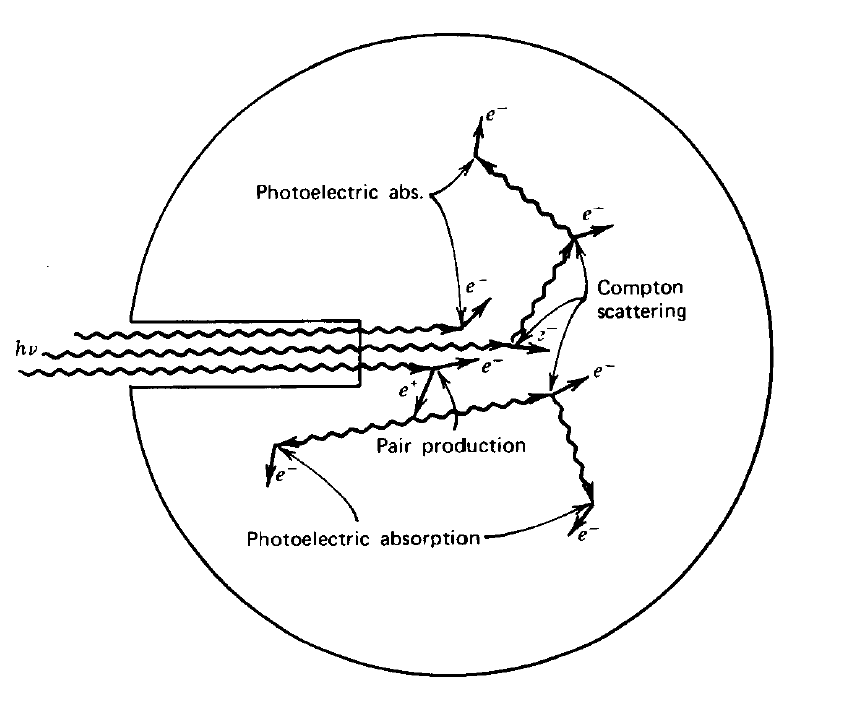 e⁻
Photoelectric abs.
e⁻
e⁻
Compton
scattering
hν
e⁻
e⁻
e⁻
e⁺
Pair production
e⁻
Photoelectric absorption
e⁻